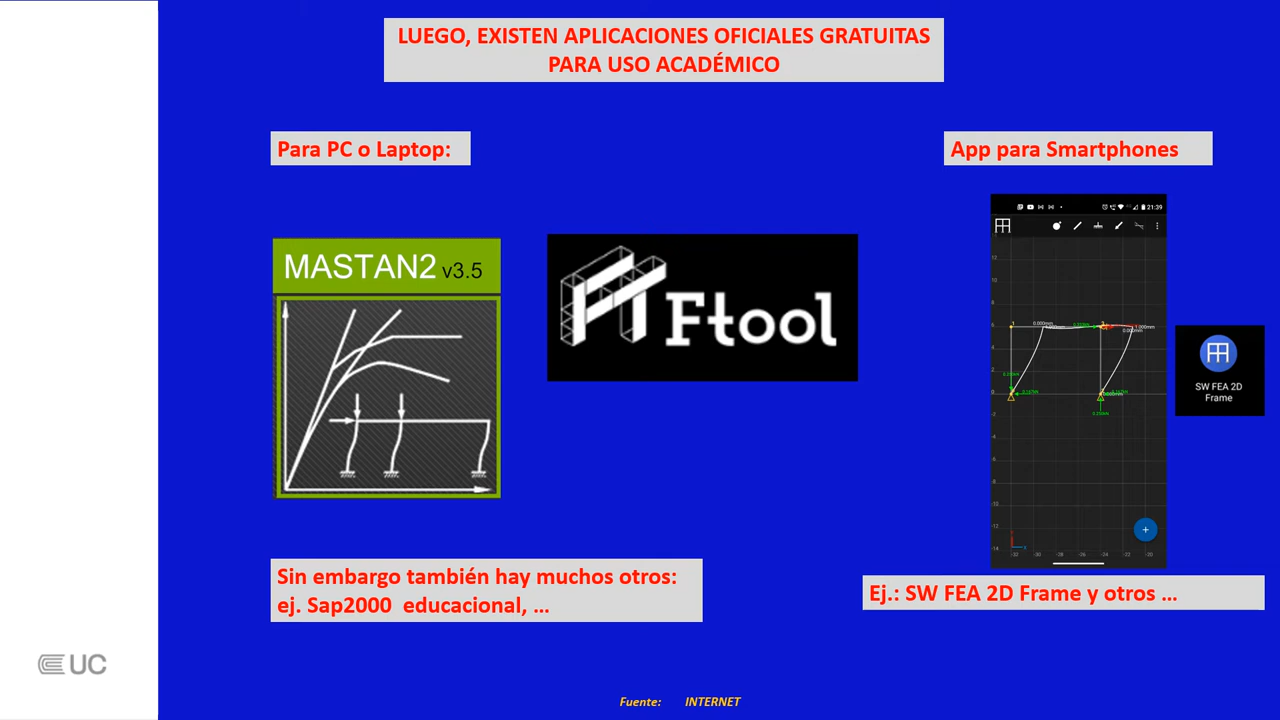 LUEGO, EXISTEN APLICACIONES OFICIALES GRATUITAS
PARA USO ACADÉMICO
Para PC o Laptop:
App para Smartphones
MASTAN2 v3.5
Ftool
21:39
SW FEA 2D
Frame
Sin embargo también hay muchos otros:
ej. Sap2000 educacional, ...
Ej.: SW FEA 2D Frame y otros ...
UC
Fuente: INTERNET